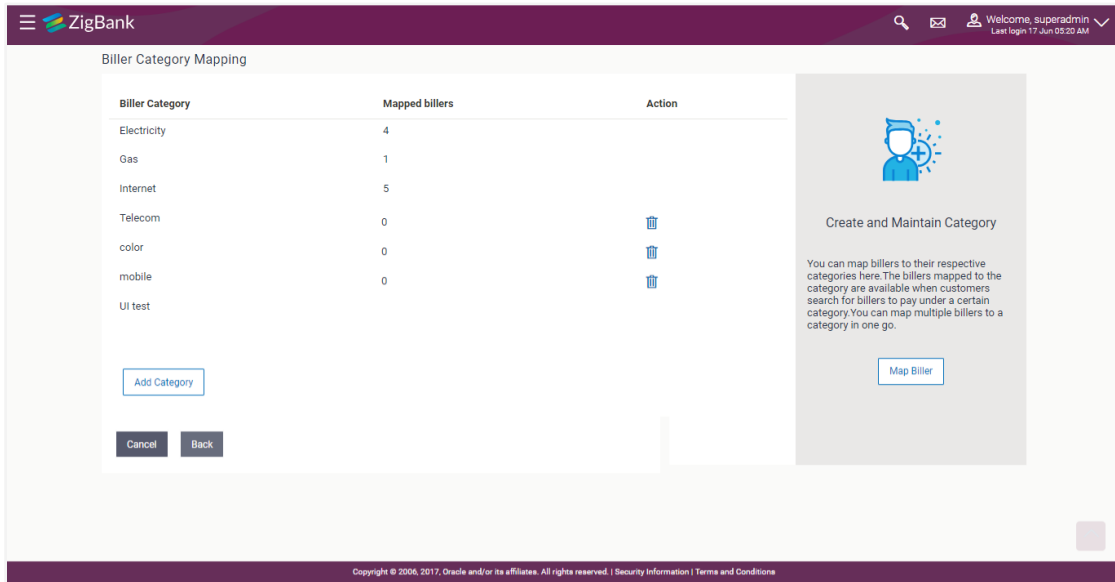 ZigBank
Welcome, superadmin
Last login 17 Jun 05:20 AM
Biller Category Mapping
Biller Category Mapped billers Action
Electricity 4
Gas 1
Internet 5
Telecom 0
color 0
mobile 0
UI test
Add Category
Cancel Back
Create and Maintain Category
You can map billers to their respective
categories here.The billers mapped to the
category are available when customers
search for billers to pay under a certain
category.You can map multiple billers to a
category in one go.
Map Biller
Copyright © 2006, 2017, Oracle and/or its affiliates. All rights reserved. | Security Information | Terms and Conditions